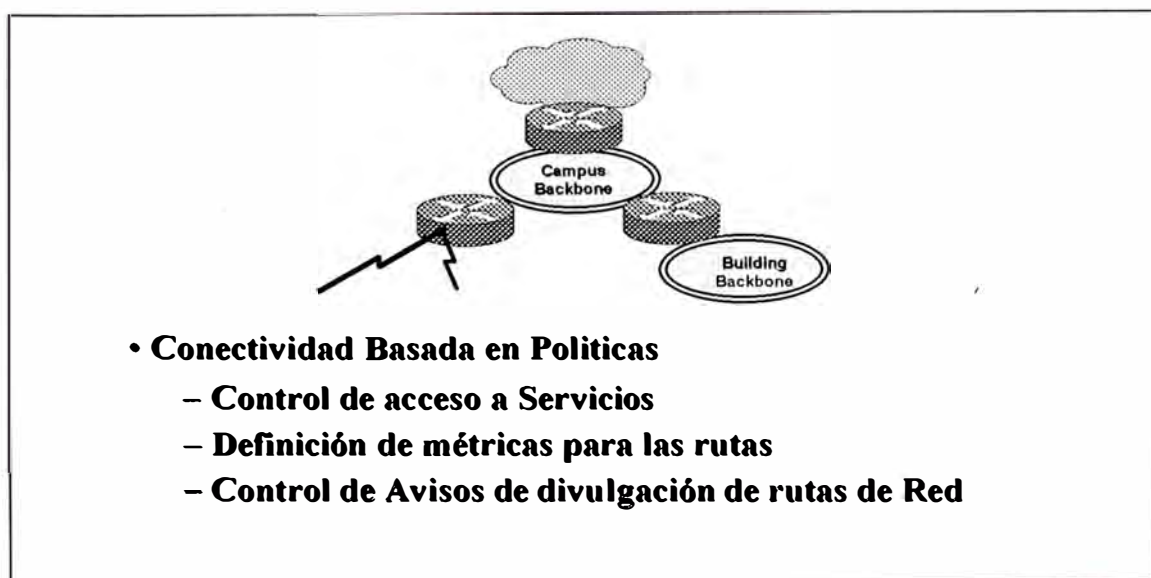 Campus
Backbone
Building
Backbone
• Conectividad Basada en Politicas
– Control de acceso a Servicios
– Definición de métricas para las rutas
– Control de Avisos de divulgación de rutas de Red